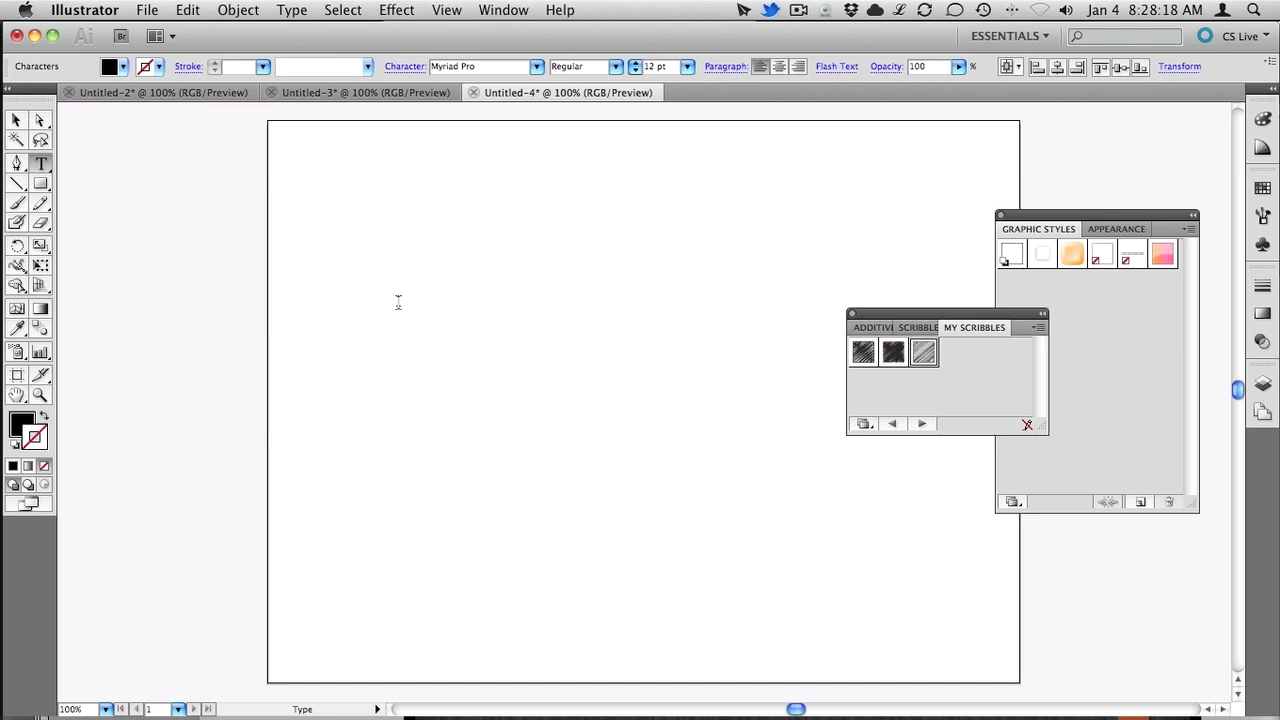 Illustrator File Edit Object Type Select Effect View Window Help Jan 4 8:28:18 AM
Ai Br ESSENTIALS CS Live
Characters Stroke: Character: Myriad Pro Regular 12 pt Paragraph: Flash Text Opacity: 100 % Transform
Untitled-2* @ 100% (RGB/Preview) Untitled-3* @ 100% (RGB/Preview) Untitled-4* @ 100% (RGB/Preview)
GRAPHIC STYLES APPEARANCE
ADDITIVI SCRIBBLE MY SCRIBBLES
100% 1 Type